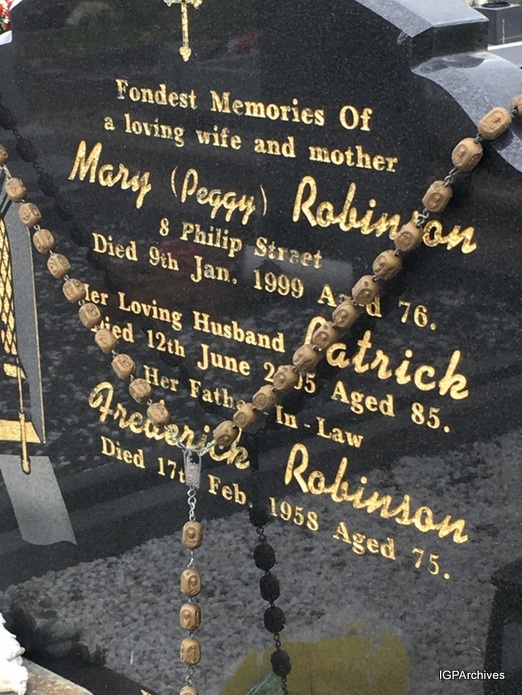 Fondest Memories Of
a loving wife and mother
Mary (Peggy) Robinson
8 Philip Street
Died 9th Jan. 1999 Aged 76.
Her Loving Husband Patrick
Died 12th June 2005 Aged 85.
Her Father-In-Law
Frederick Robinson
Died 17th Feb. 1958 Aged 75.
IGPArchives